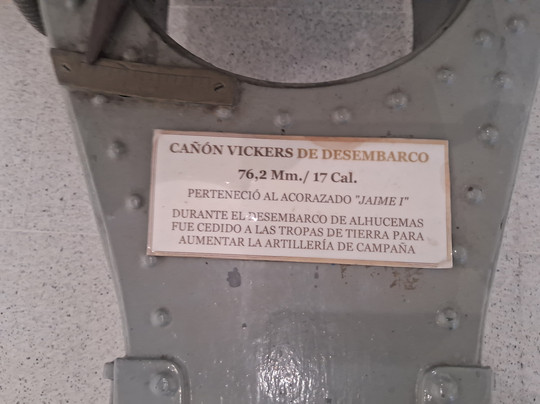 CAÑÓN VICKERS DE DESEMBARCO
76,2 Mm./ 17 Cal.
PERTENECIÓ AL ACORAZADO "JAIME I"
DURANTE EL DESEMBARCO DE ALHUCEMAS
FUE CEDIDO A LAS TROPAS DE TIERRA PARA
AUMENTAR LA ARTILLERÍA DE CAMPAÑA